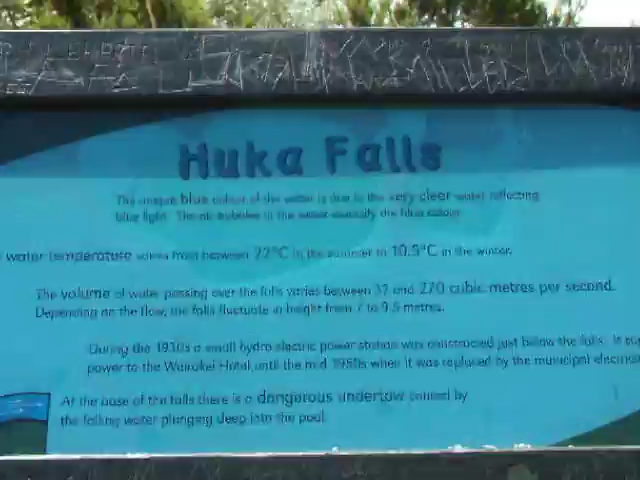 Huka Falls
The unique blue colour of the water is due to the very clear water reflecting
blue light. The air bubbles in the water intensify the blue colour.
water temperature varies from between 22°C in the summer to 10.5°C in the winter.
The volume of water passing over the falls varies between 32 and 270 cubic metres per second.
Depending on the flow, the falls fluctuate in height from 7 to 9.5 metres.
During the 1930s a small hydro electric power station was constructed just below the falls. It
power to the Wairakei Hotel until the mid 1950s when it was replaced by the municipal
At the base of the falls there is a dangerous undertow caused by
the falling water plunging deep into the pool.